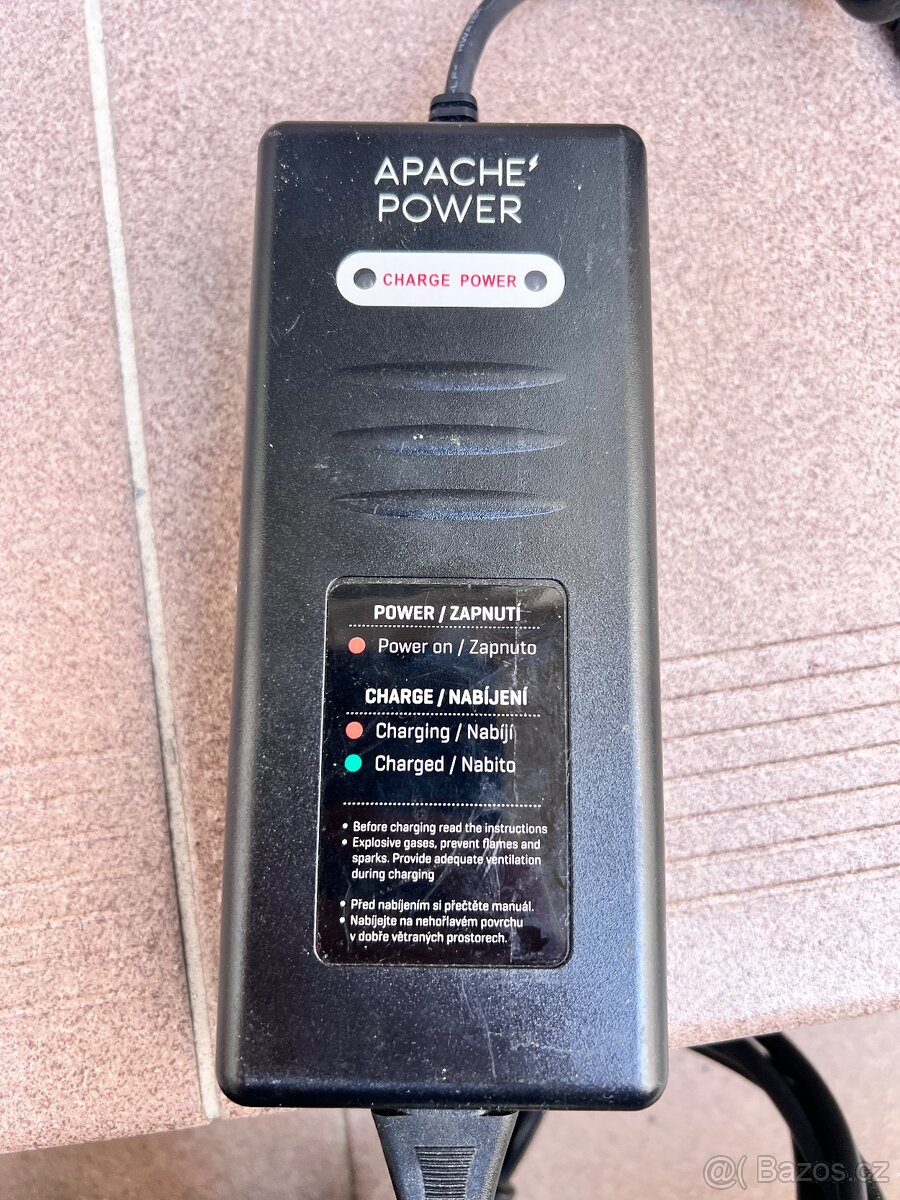 APACHE
POWER
CHARGE POWER
POWER / ZAPNUTÍ
Power on / Zapnuto
CHARGE / NABÍJENÍ
Charging / Nabíjí
Charged / Nabito
• Before charging read the instructions
• Explosive gases, prevent flames and
sparks. Provide adequate ventilation
during charging
• Před nabíjením si přečtěte manuál.
• Nabíjejte na nehořlavém povrchu
v dobře větraných prostorech.
@( Bazos.cz